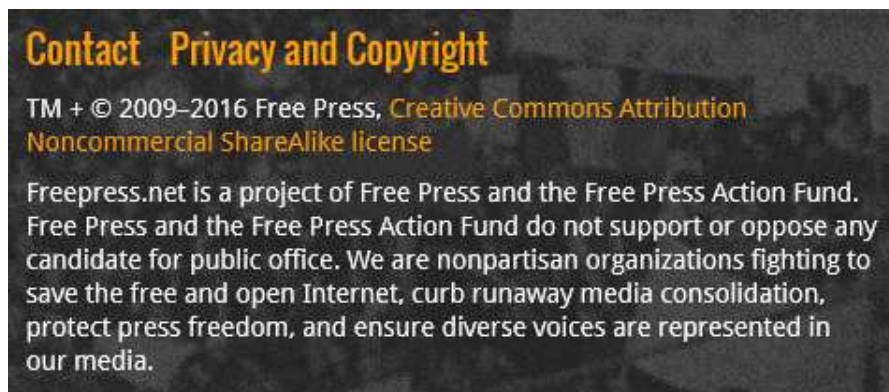 Contact Privacy and Copyright
TM + © 2009–2016 Free Press, Creative Commons Attribution
Noncommercial ShareAlike license
Freepress.net is a project of Free Press and the Free Press Action Fund.
Free Press and the Free Press Action Fund do not support or oppose any
candidate for public office. We are nonpartisan organizations fighting to
save the free and open Internet, curb runaway media consolidation,
protect press freedom, and ensure diverse voices are represented in
our media.